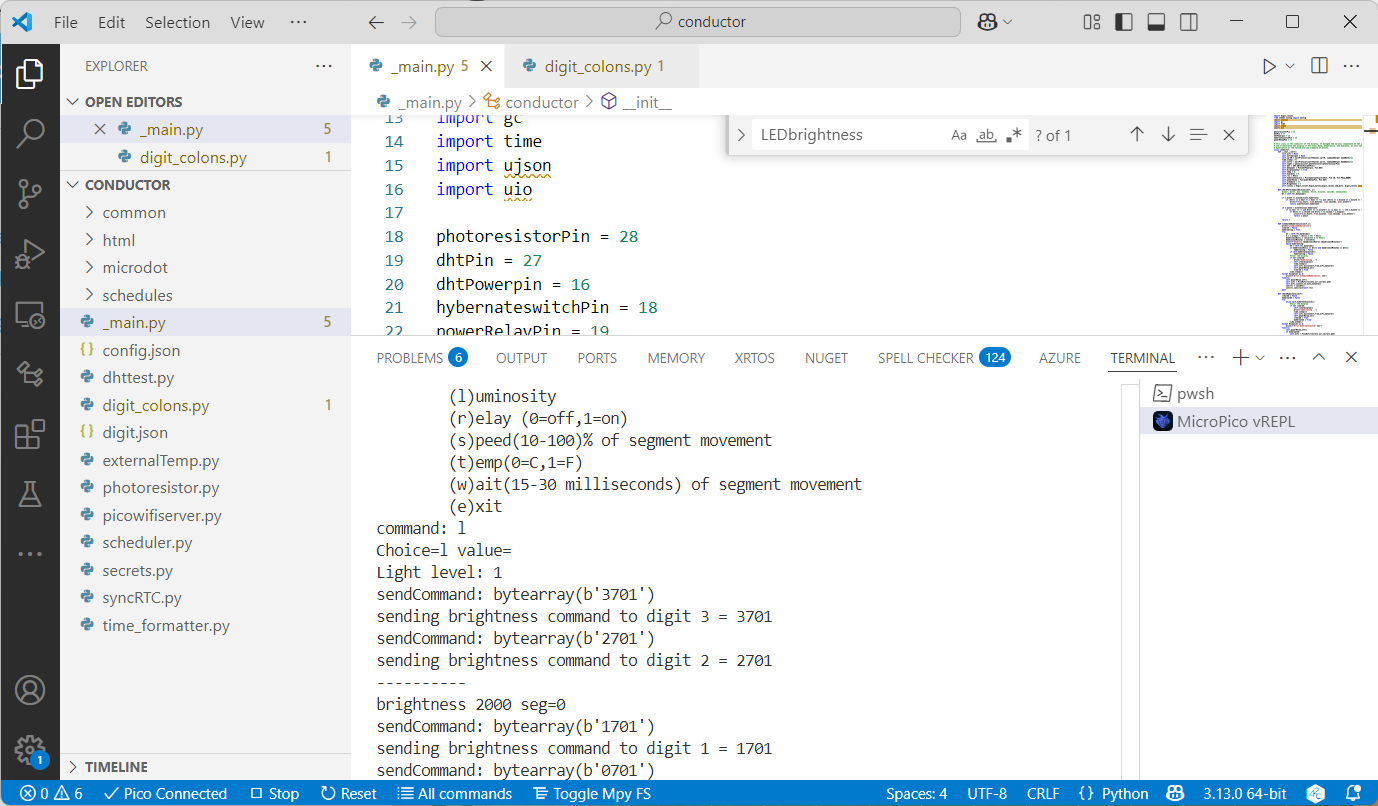 File Edit Selection View ··· conductor
EXPLORER ···
OPEN EDITORS
_main.py 5
digit_colons.py 1
CONDUCTOR
common
html
microdot
schedules
_main.py 5
config.json
dhttest.py
digit_colons.py 1
digit.json
externalTemp.py
photoresistor.py
picowifiserver.py
scheduler.py
secrets.py
syncRTC.py
time_formatter.py
TIMELINE
_main.py 5 digit_colons.py 1
_main.py > conductor > __init__
LEDbrightness Aa ab .* ? of 1
13 import gc
14 import time
15 import ujson
16 import uio
17
18 photoresistorPin = 28
19 dhtPin = 27
20 dhtPowerpin = 16
21 hybernateswitchPin = 18
22 powerRelayPin = 19
PROBLEMS 6 OUTPUT PORTS MEMORY XRTOS NUGET SPELL CHECKER 124 AZURE TERMINAL ···
(l)uminosity
(r)elay (0=off,1=on)
(s)peed(10-100)% of segment movement
(t)emp(0=C,1=F)
(w)ait(15-30 milliseconds) of segment movement
(e)xit
command: l
Choice=l value=
Light level: 1
sendCommand: bytearray(b'3701')
sending brightness command to digit 3 = 3701
sendCommand: bytearray(b'2701')
sending brightness command to digit 2 = 2701
----------
brightness 2000 seg=0
sendCommand: bytearray(b'1701')
sending brightness command to digit 1 = 1701
sendCommand: bytearray(b'0701')
pwsh
MicroPico vREPL
1
0 6 Pico Connected Stop Reset All commands Toggle Mpy FS Spaces: 4 UTF-8 CRLF {} Python 3.13.0 64-bit